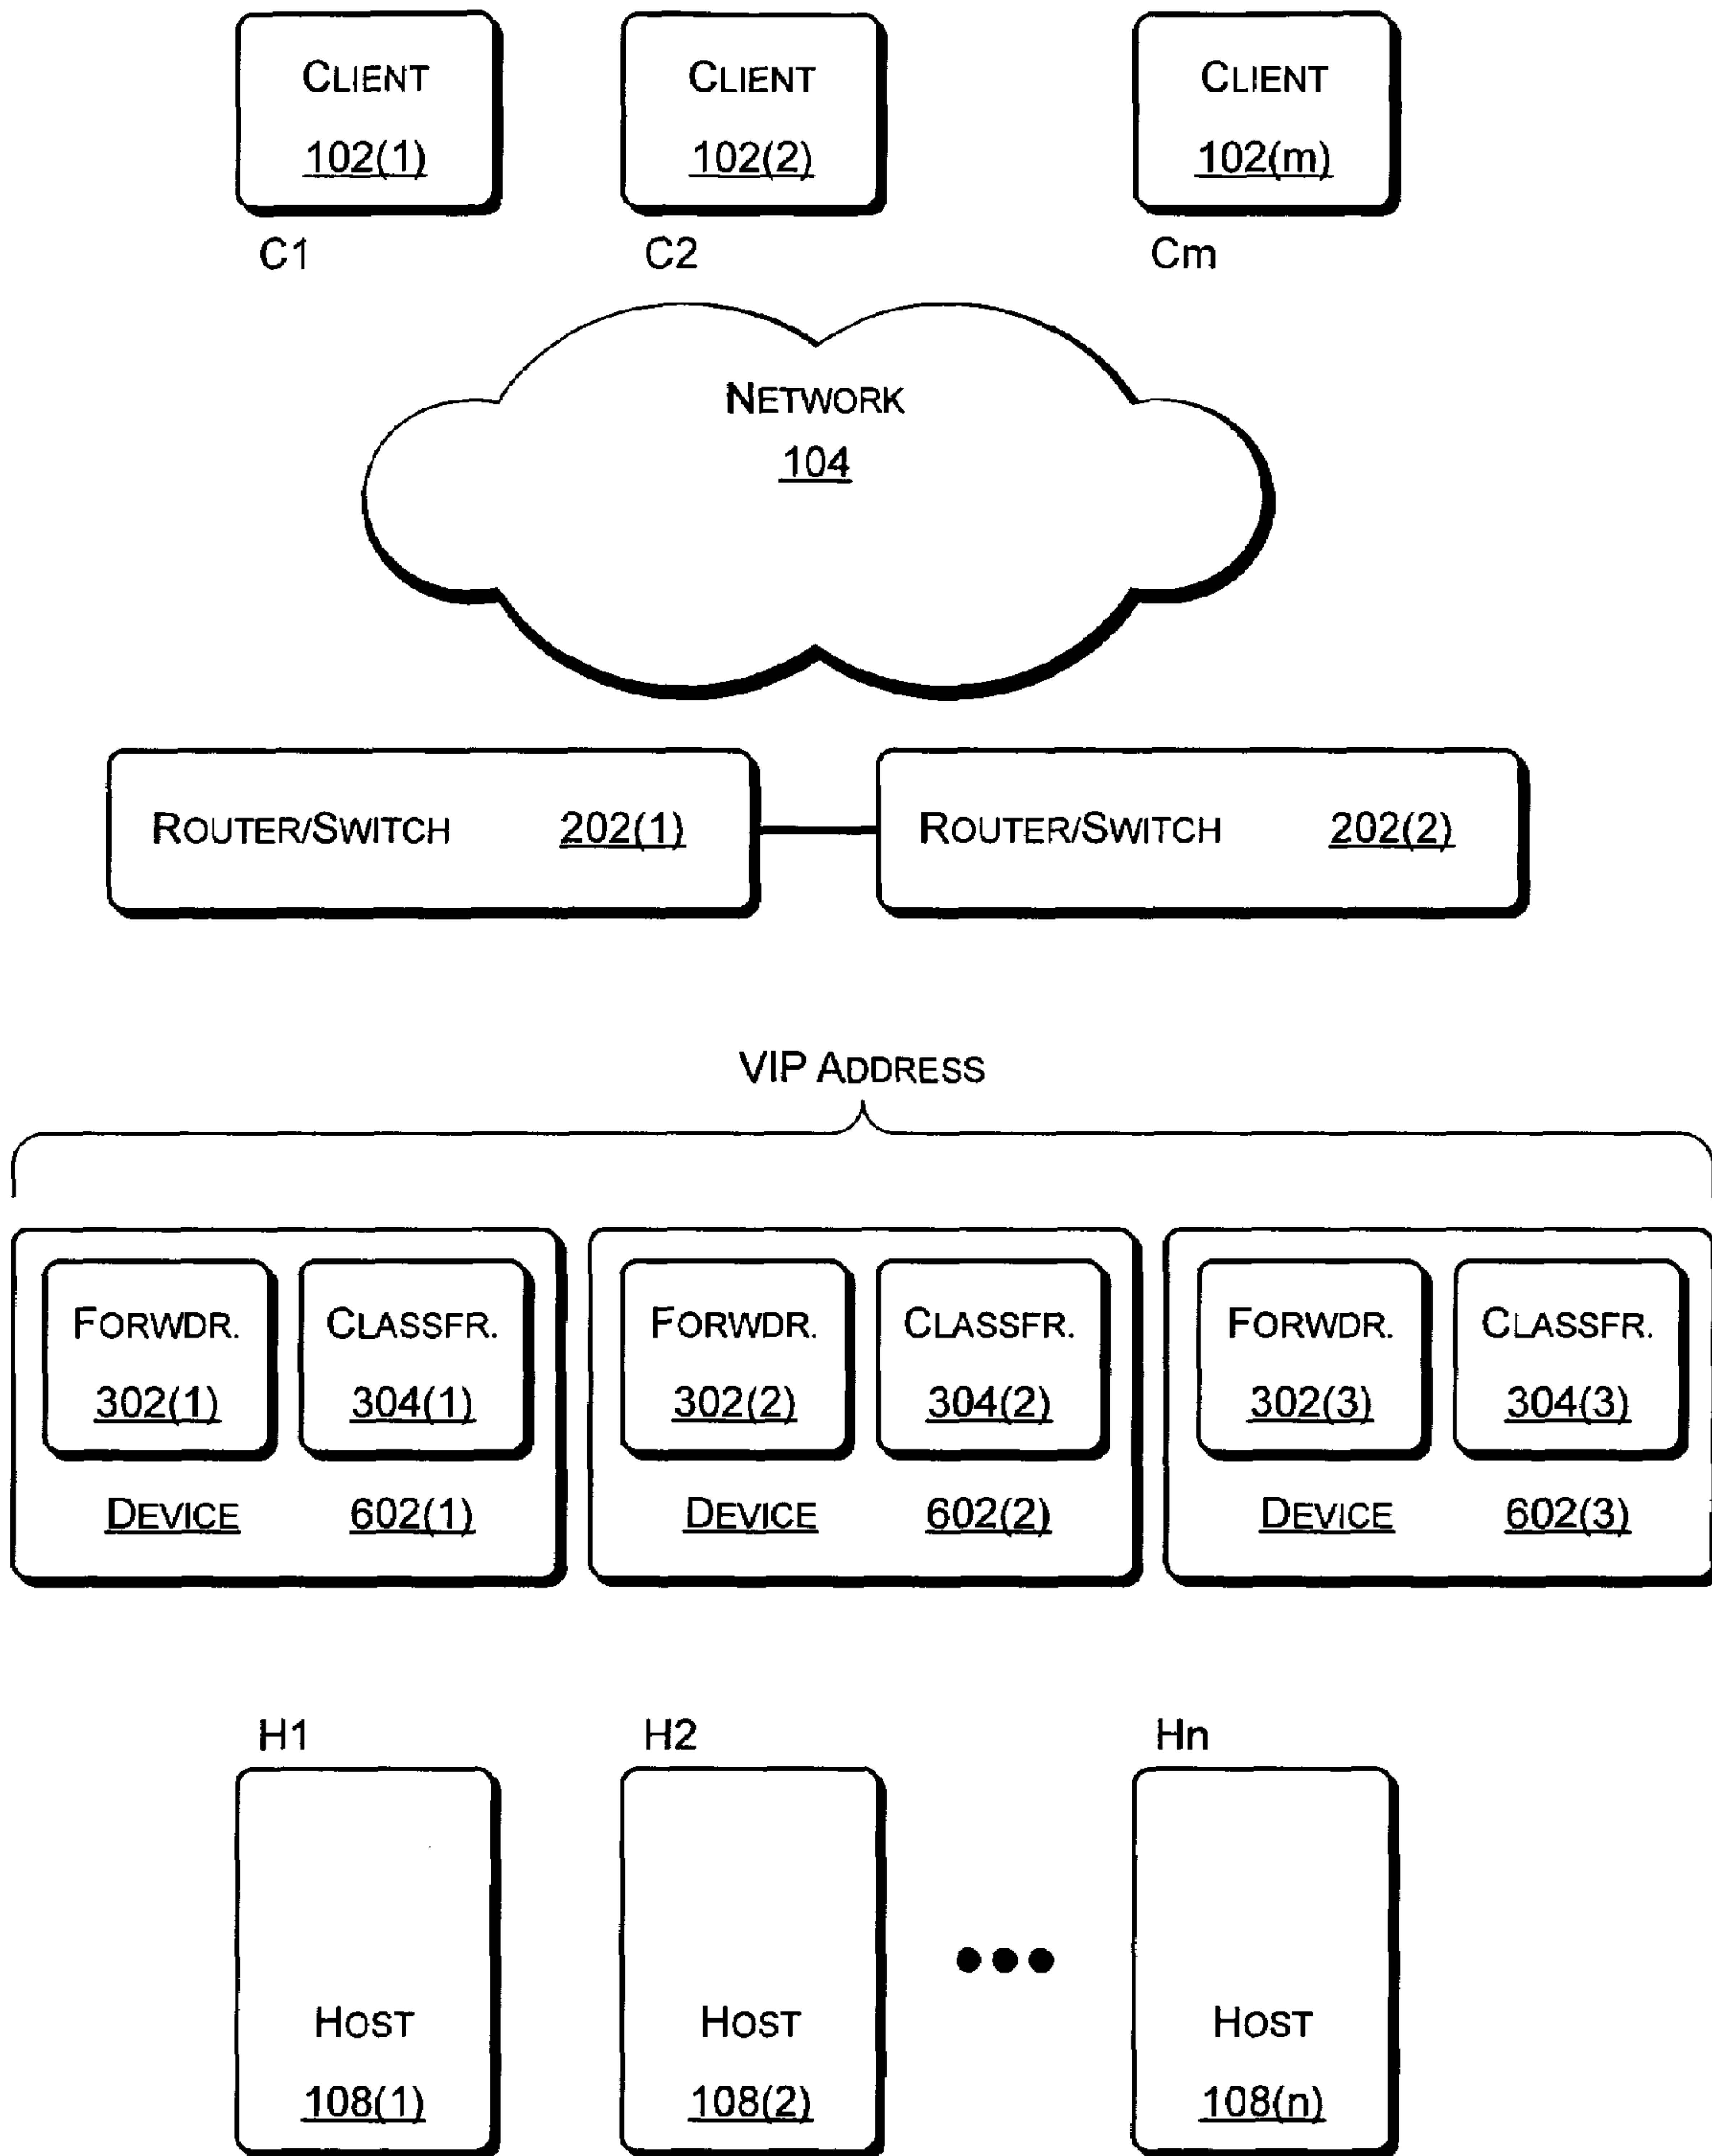 CLIENT CLIENT CLIENT
102(1) 102(2) 102(m)
C1 C2 Cm
NETWORK
104
ROUTER/SWITCH 202(1) ROUTER/SWITCH 202(2)
VIP ADDRESS
FORWDR. CLASSFR. FORWDR. CLASSFR. FORWDR. CLASSFR.
302(1) 304(1) 302(2) 304(2) 302(3) 304(3)
DEVICE 602(1) DEVICE 602(2) DEVICE 602(3)
H1 H2 Hn
•••
HOST HOST HOST
108(1) 108(2) 108(n)